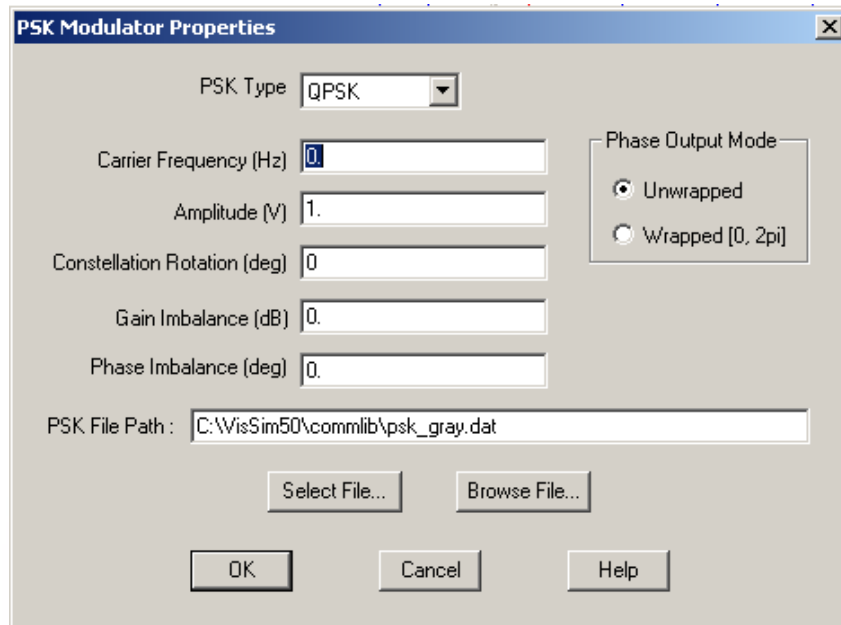 PSK Modulator Properties
PSK Type QPSK
Carrier Frequency (Hz) 0.
Amplitude (V) 1.
Constellation Rotation (deg) 0
Gain Imbalance (dB) 0.
Phase Imbalance (deg) 0.
Phase Output Mode
Unwrapped
Wrapped [0, 2pi]
PSK File Path : C:\VisSim50\commlib\psk_gray.dat
Select File... Browse File...
OK Cancel Help